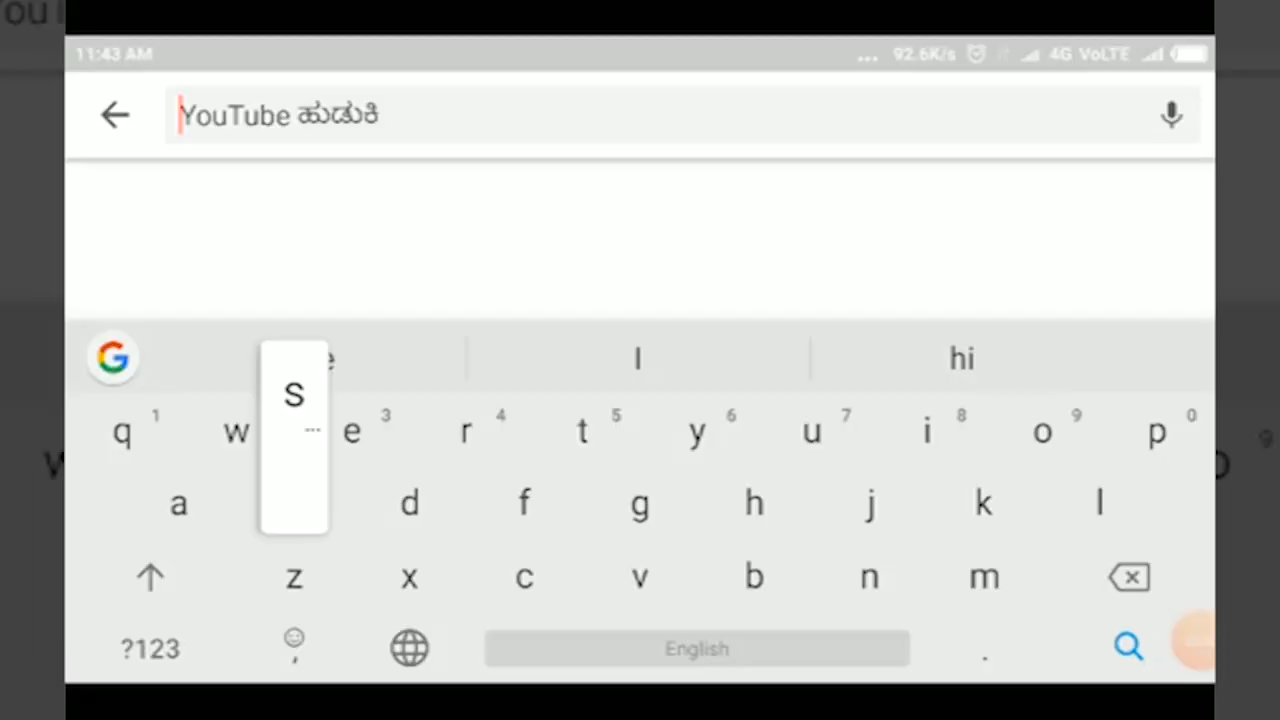 11:43 AM ... 92.6K/s 4G VoLTE
YouTube ಹುಡುಕಿ
I hi
q 1 w e 3 r 4 t 5 y 6 u 7 i 8 o 9 p 0
S
a d f g h j k l
z x c v b n m
?123 , English .